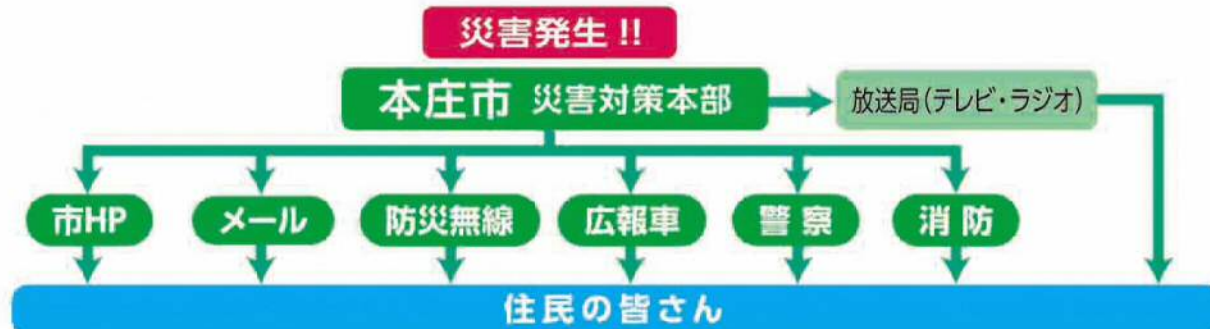 災害発生!!
本庄市 災害対策本部
放送局(テレビ・ラジオ)
市HP
メール
防災無線
広報車
警察
消防
住民の皆さん